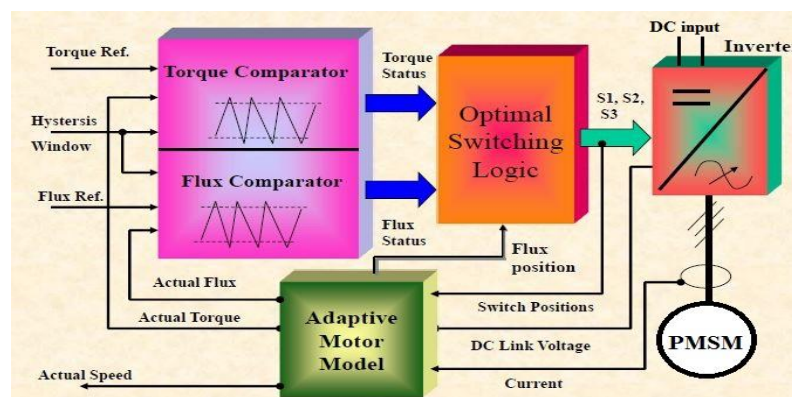 DC input
Inverte
Torque Ref.
Torque Comparator
Torque
Status
Hystersis
Window
Optimal
Switching
Logic
S1, S2,
S3
Flux Comparator
Flux Ref.
Flux
Status
Flux
position
Actual Flux
Switch Positions
Actual Torque
Adaptive
Motor
Model
DC Link Voltage
PMSM
Actual Speed
Current